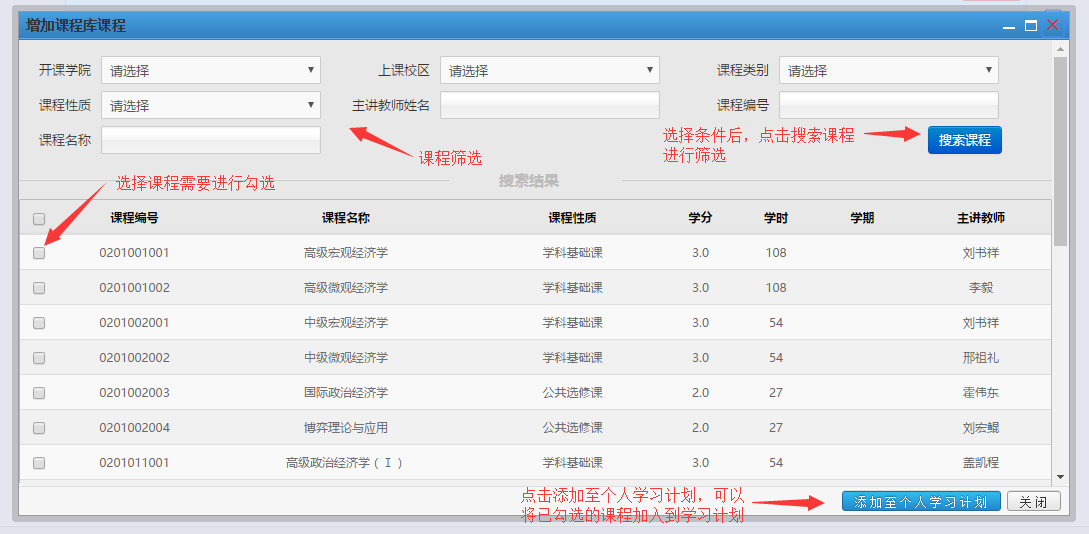 增加课程库课程
开课学院 请选择 上课校区 请选择 课程类别 请选择
课程性质 请选择 主讲教师姓名 课程编号
课程名称 搜索课程
选择条件后，点击搜索课程
进行筛选
课程筛选
选择课程需要进行勾选
搜索结果
课程编号 课程名称 课程性质 学分 学时 学期 主讲教师
0201001001 高级宏观经济学 学科基础课 3.0 108 刘书祥
0201001002 高级微观经济学 学科基础课 3.0 108 李毅
0201002001 中级宏观经济学 学科基础课 3.0 54 刘书祥
0201002002 中级微观经济学 学科基础课 3.0 54 邢祖礼
0201002003 国际政治经济学 公共选修课 2.0 27 霍伟东
0201002004 博弈理论与应用 公共选修课 2.0 27 刘宏鲲
0201011001 高级政治经济学（Ⅰ） 学科基础课 3.0 54 盖凯程
点击添加至个人学习计划，可以
将已勾选的课程加入到学习计划
添加至个人学习计划 关闭